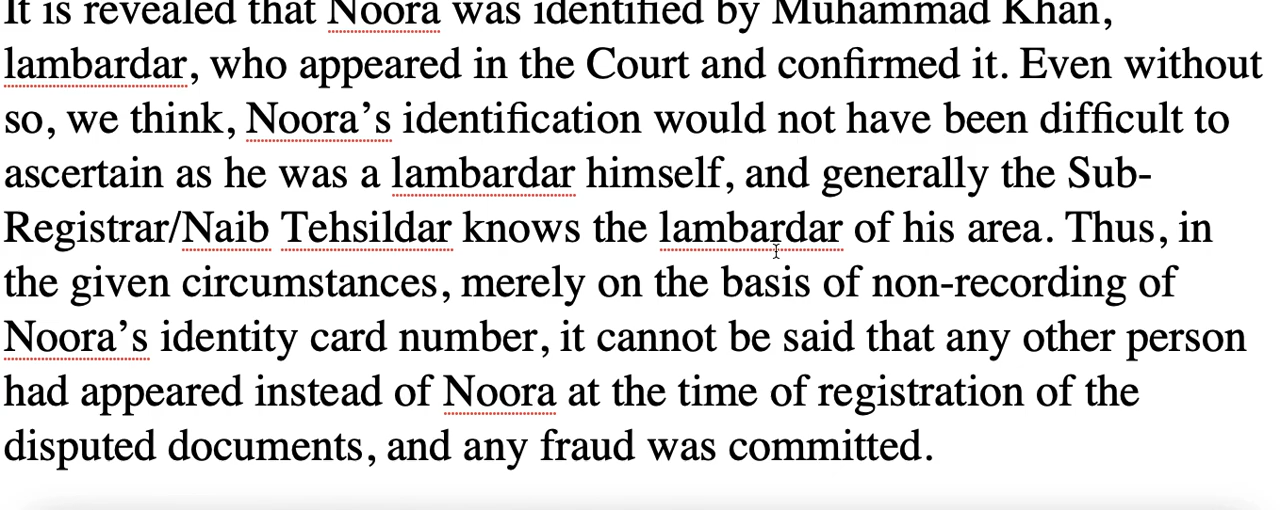 It is revealed that Noora was identified by Muhammad Khan,
lambardar, who appeared in the Court and confirmed it. Even without
so, we think, Noora’s identification would not have been difficult to
ascertain as he was a lambardar himself, and generally the Sub-
Registrar/Naib Tehsildar knows the lambardar of his area. Thus, in
the given circumstances, merely on the basis of non-recording of
Noora’s identity card number, it cannot be said that any other person
had appeared instead of Noora at the time of registration of the
disputed documents, and any fraud was committed.